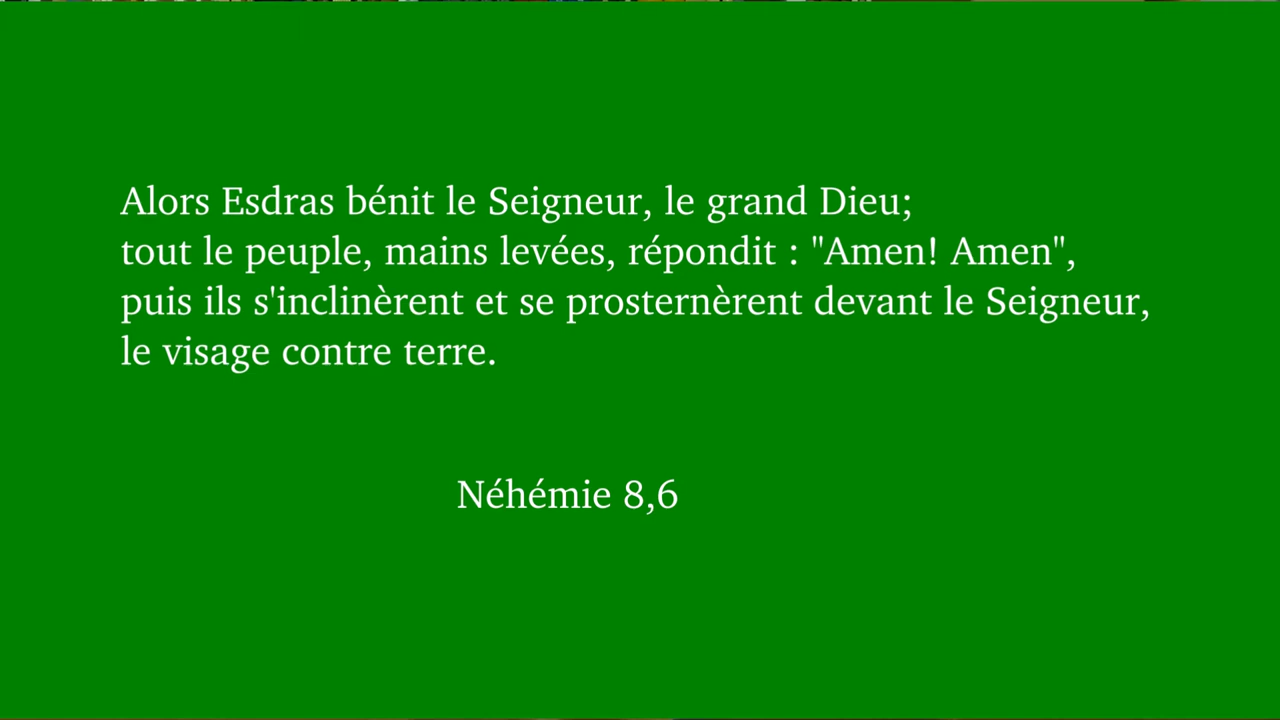 Alors Esdras bénit le Seigneur, le grand Dieu;
tout le peuple, mains levées, répondit : "Amen! Amen",
puis ils s'inclinèrent et se prosternèrent devant le Seigneur,
le visage contre terre.
Néhémie 8,6